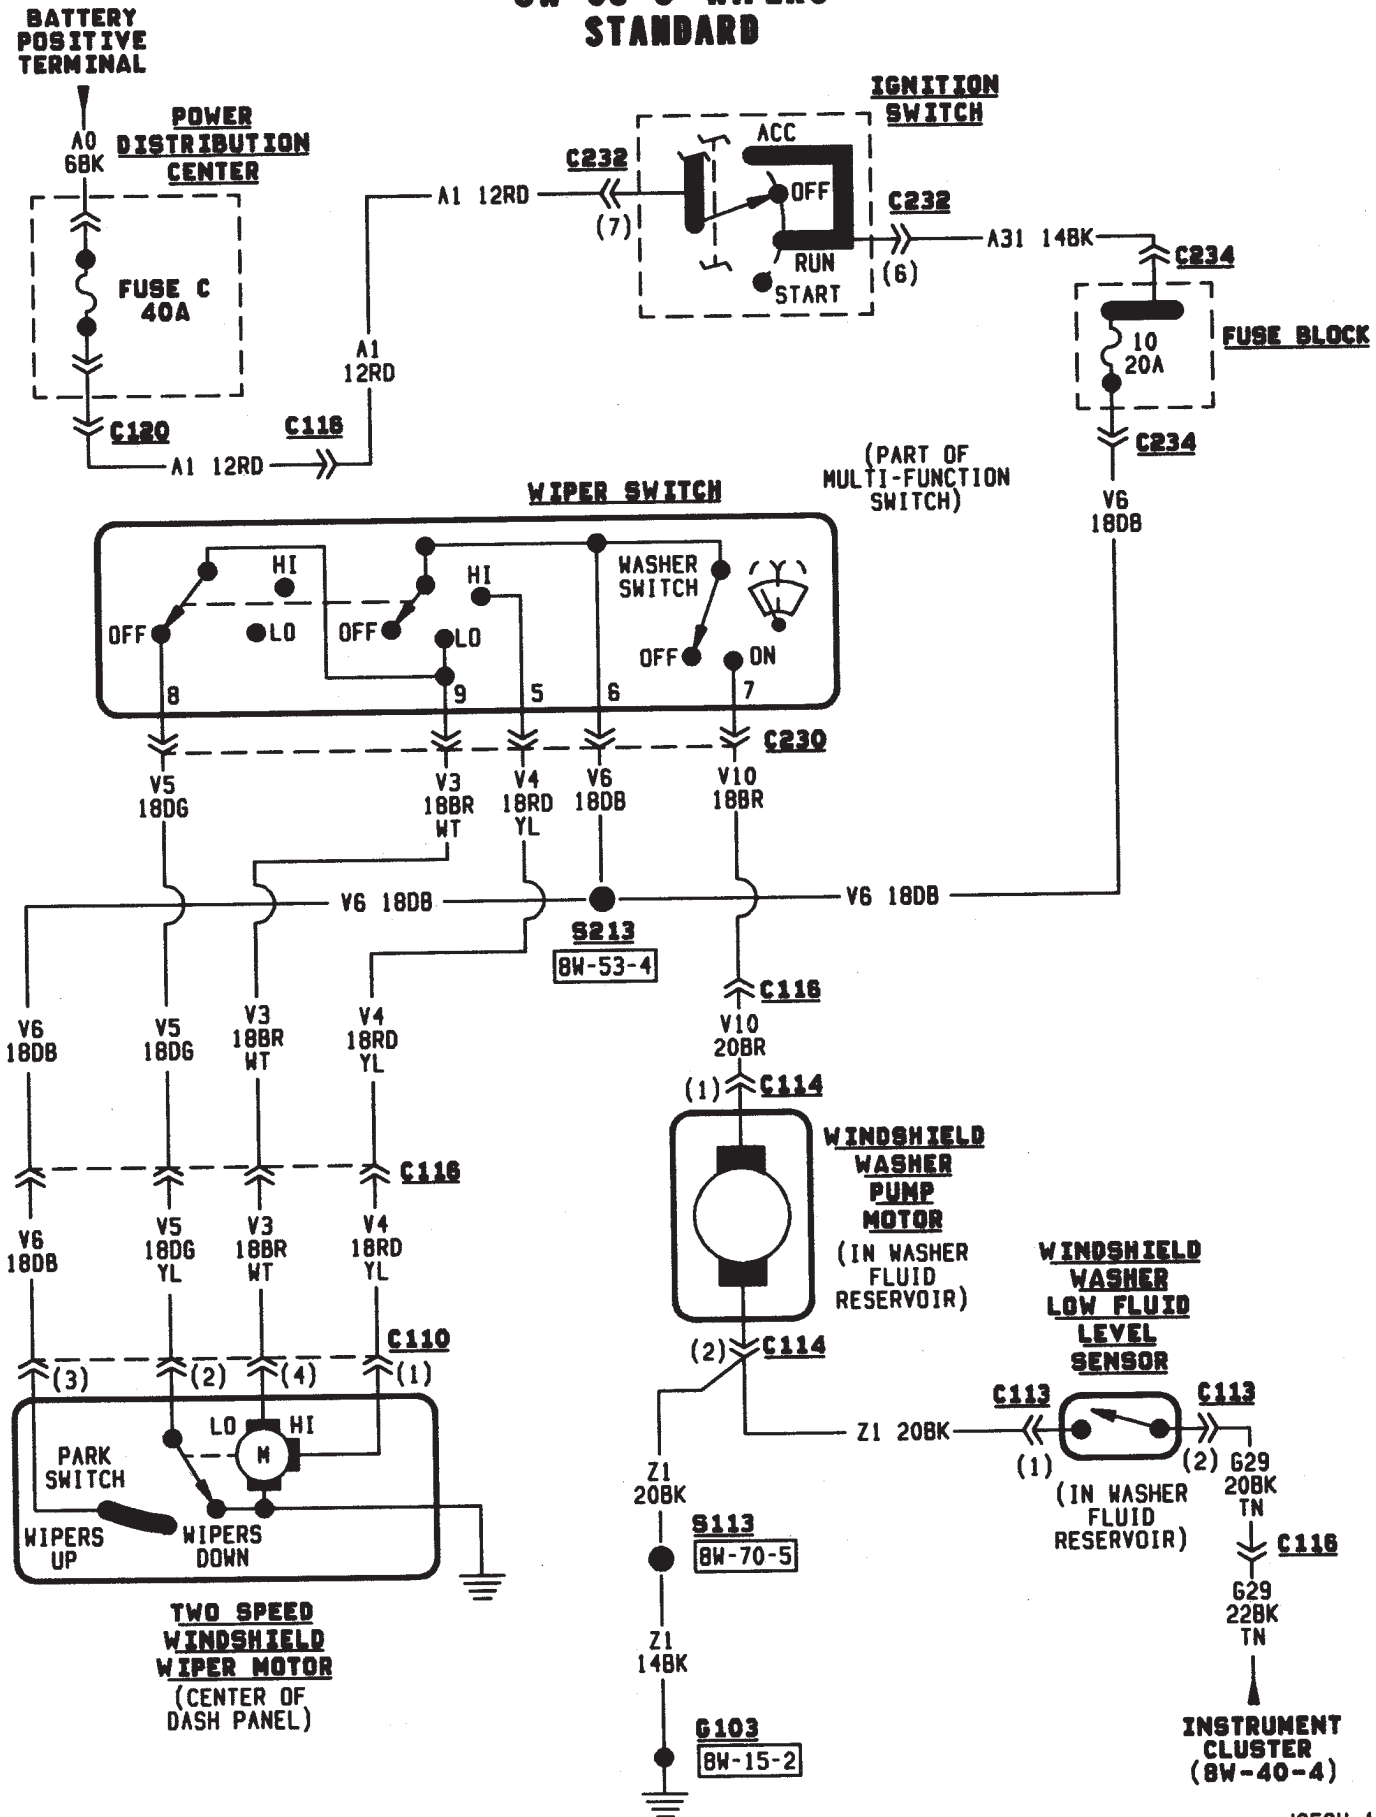 STANDARD
BATTERY
POSITIVE
TERMINAL
A0
6BK
POWER
DISTRIBUTION
CENTER
FUSE C
40A
C120
A1 12RD
C116
A1
12RD
A1 12RD
C232
(7)
IGNITION
SWITCH
ACC
OFF
RUN
START
C232
(6)
A31 14BK
C234
FUSE BLOCK
10
20A
C234
V6
18DB
(PART OF
MULTI-FUNCTION
SWITCH)
WIPER SWITCH
HI
OFF
LO
HI
OFF
LO
WASHER
SWITCH
OFF
ON
8
9
5
6
7
C230
V5
18DG
V3
18BR
WT
V4
18RD
YL
V6
18DB
V10
18BR
V6 18DB
V6 18DB
S213
8W-53-4
V6
18DB
V5
18DG
V3
18BR
WT
V4
18RD
YL
C116
V6
18DB
V5
18DG
YL
V3
18BR
WT
V4
18RD
YL
C110
(3)
(2)
(4)
(1)
LO
HI
M
PARK
SWITCH
WIPERS
UP
WIPERS
DOWN
TWO SPEED
WINDSHIELD
WIPER MOTOR
(CENTER OF
DASH PANEL)
C116
V10
20BR
(1)
C114
WINDSHIELD
WASHER
PUMP
MOTOR
(IN WASHER
FLUID
RESERVOIR)
(2)
C114
Z1
20BK
S113
8W-70-5
Z1
14BK
G103
8W-15-2
Z1 20BK
WINDSHIELD
WASHER
LOW FLUID
LEVEL
SENSOR
C113
(1)
C113
(2)
(IN WASHER
FLUID
RESERVOIR)
G29
20BK
TN
C116
G29
22BK
TN
INSTRUMENT
CLUSTER
(8W-40-4)